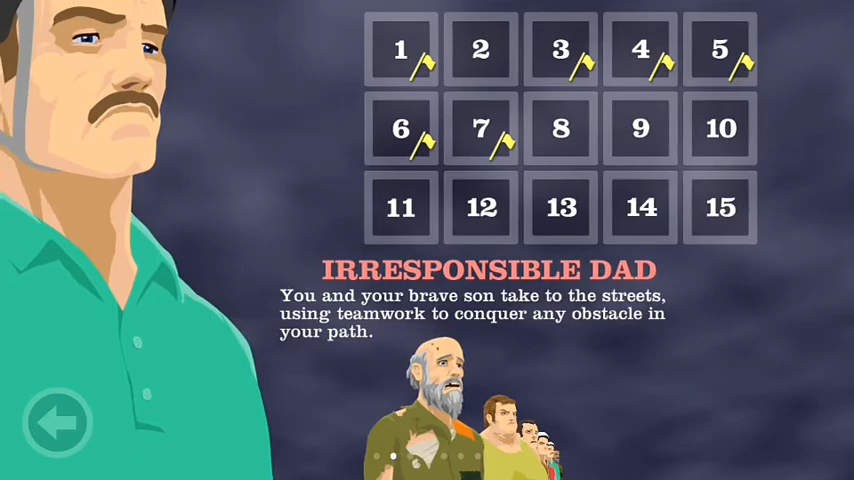 1 2 3 4 5
6 7 8 9 10
11 12 13 14 15
IRRESPONSIBLE DAD
You and your brave son take to the streets,
using teamwork to conquer any obstacle in
your path.